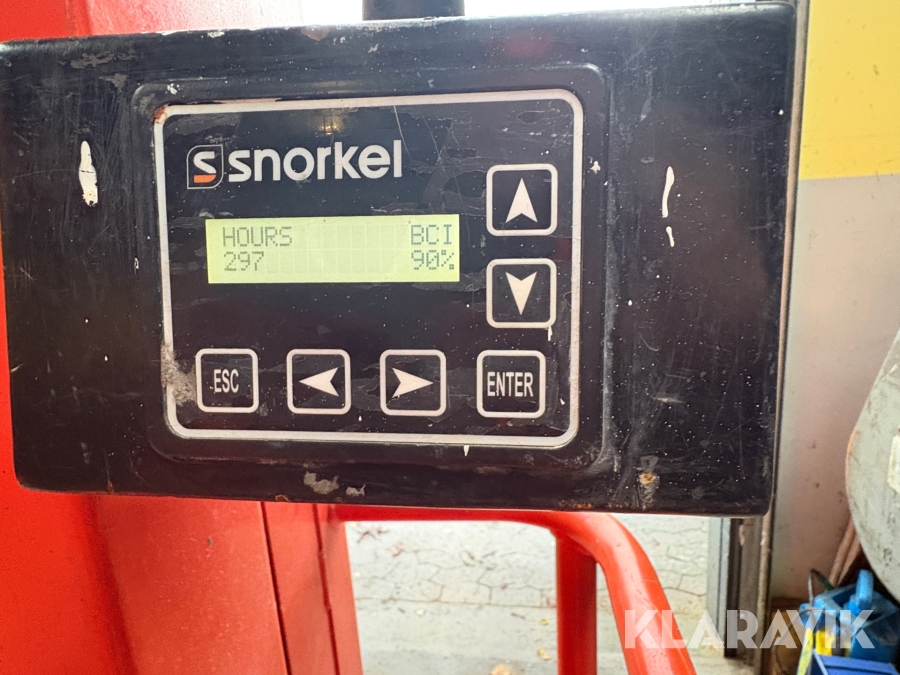 snorkel
HOURS BCI
297 90%
ESC ENTER
KLARAVIK